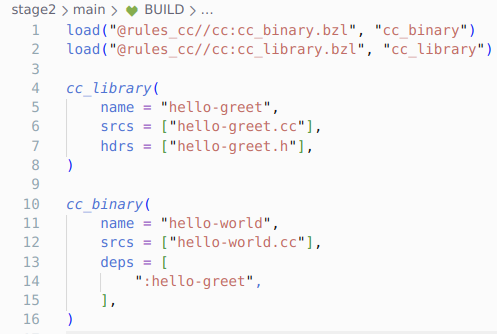 stage2 > main > BUILD > ...
1 load("@rules_cc//cc:cc_binary.bzl", "cc_binary")
2 load("@rules_cc//cc:cc_library.bzl", "cc_library")
3
4 cc_library(
5     name = "hello-greet",
6     srcs = ["hello-greet.cc"],
7     hdrs = ["hello-greet.h"],
8 )
9
10 cc_binary(
11     name = "hello-world",
12     srcs = ["hello-world.cc"],
13     deps = [
14         ":hello-greet",
15     ],
16 )